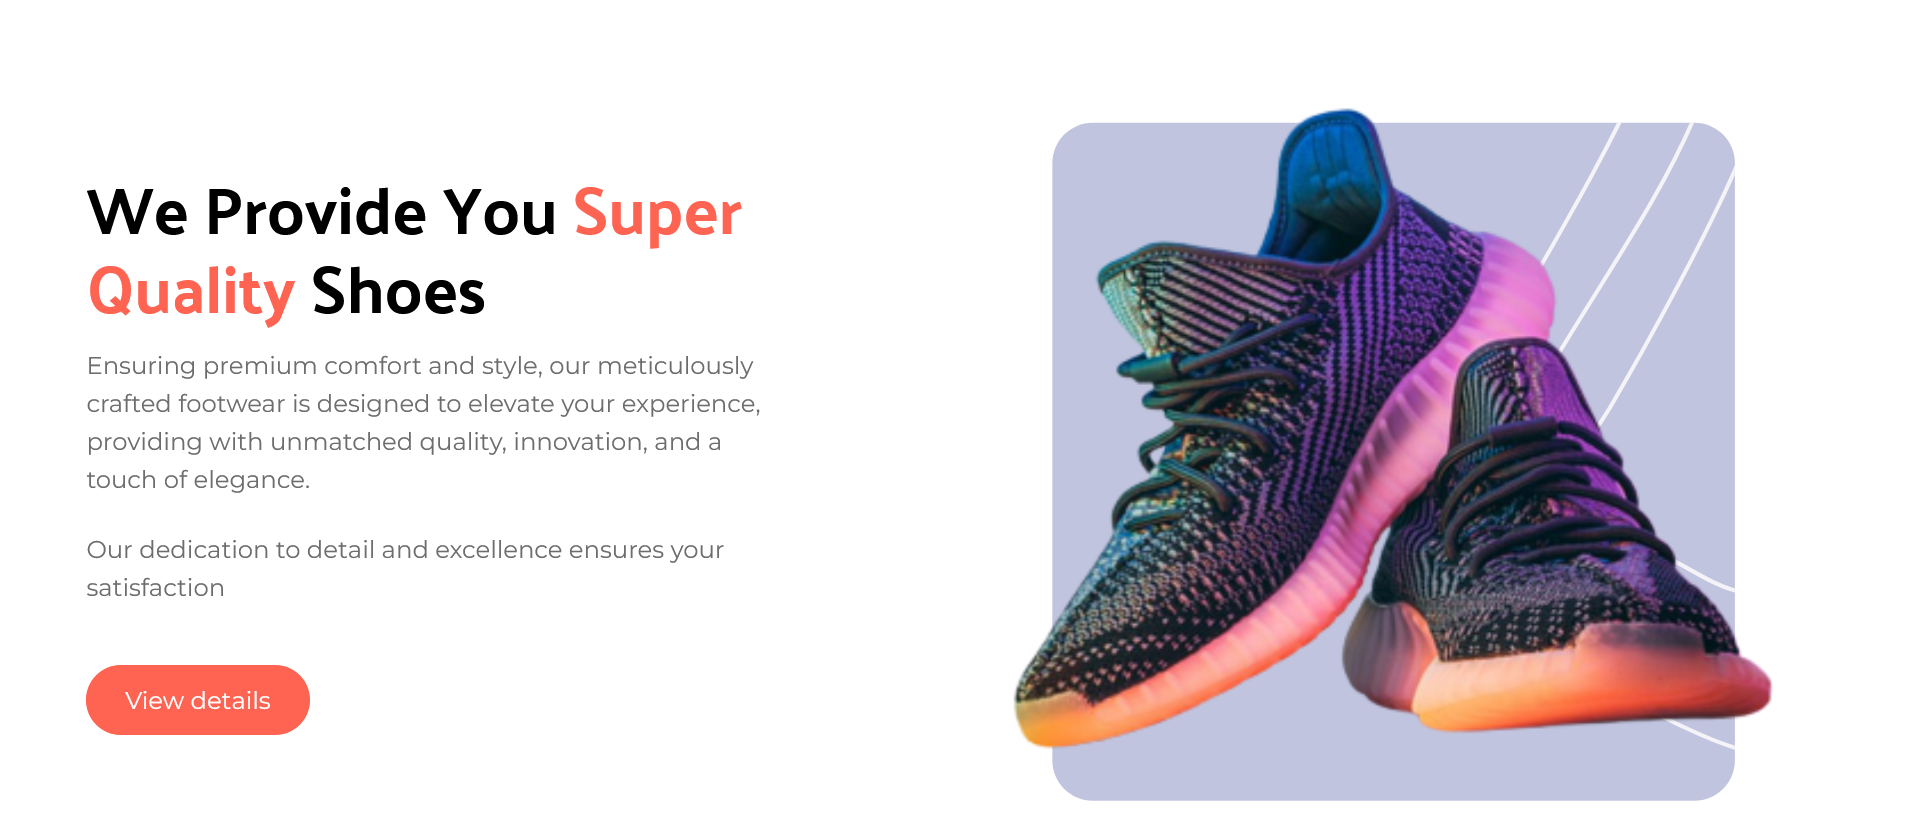 We Provide You Super
Quality Shoes
Ensuring premium comfort and style, our meticulously
crafted footwear is designed to elevate your experience,
providing with unmatched quality, innovation, and a
touch of elegance.
Our dedication to detail and excellence ensures your
satisfaction
View details